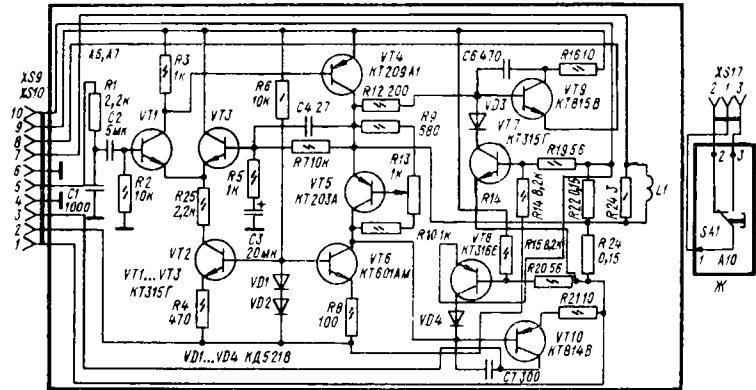 XS9
XS10
10
9
8
7
6
5
4
3
2
1
А6, А7
R1
2,2к
C2
5мк
C1
1000
R2
10к
R3
1к
VT1
VT3
R25
2,2к
VT2
VT1...VT3
КТ315Г
R4
470
R6
10к
R5
1к
C3
20мк
VD1
VD2
VD1...VD4 КД521В
C4 27
R7 10к
VT4
КТ209А1
R12 200
R9
580
R13
1к
VT5
КТ203А
R10 1к
VT6
КТ601АМ
R8
100
C6 470
R16 10
VT9
КТ815В
VD3
VT7
КТ315Г
R19 56
R14
R14 8,2к
R22 0,15
R24 3
L1
VT8
КТ316Е
R15 8,2к
R20 56
R24
0,15
VD4
R21 10
VT10
КТ814В
C7 300
XS17
2 1 3
2 3
SA1
1 А10
Ж